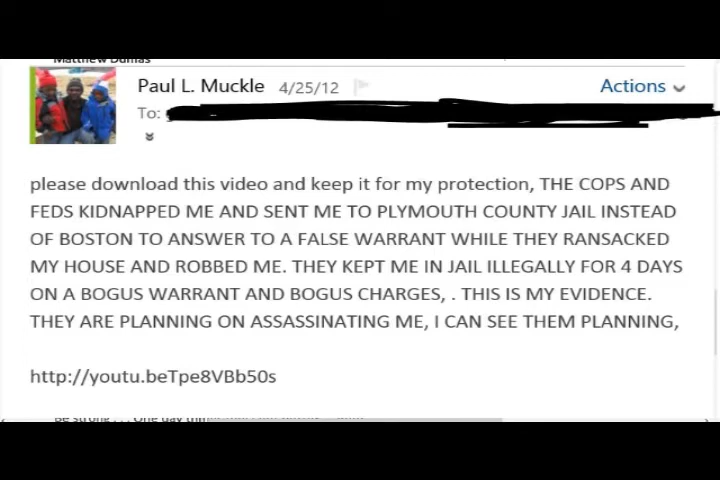 Matthew Dumas
Paul L. Muckle 4/25/12 Actions
To:
please download this video and keep it for my protection, THE COPS AND
FEDS KIDNAPPED ME AND SENT ME TO PLYMOUTH COUNTY JAIL INSTEAD
OF BOSTON TO ANSWER TO A FALSE WARRANT WHILE THEY RANSACKED
MY HOUSE AND ROBBED ME. THEY KEPT ME IN JAIL ILLEGALLY FOR 4 DAYS
ON A BOGUS WARRANT AND BOGUS CHARGES, . THIS IS MY EVIDENCE.
THEY ARE PLANNING ON ASSASSINATING ME, I CAN SEE THEM PLANNING,
http://youtu.beTpe8VBb50s
Be strong . . . One day